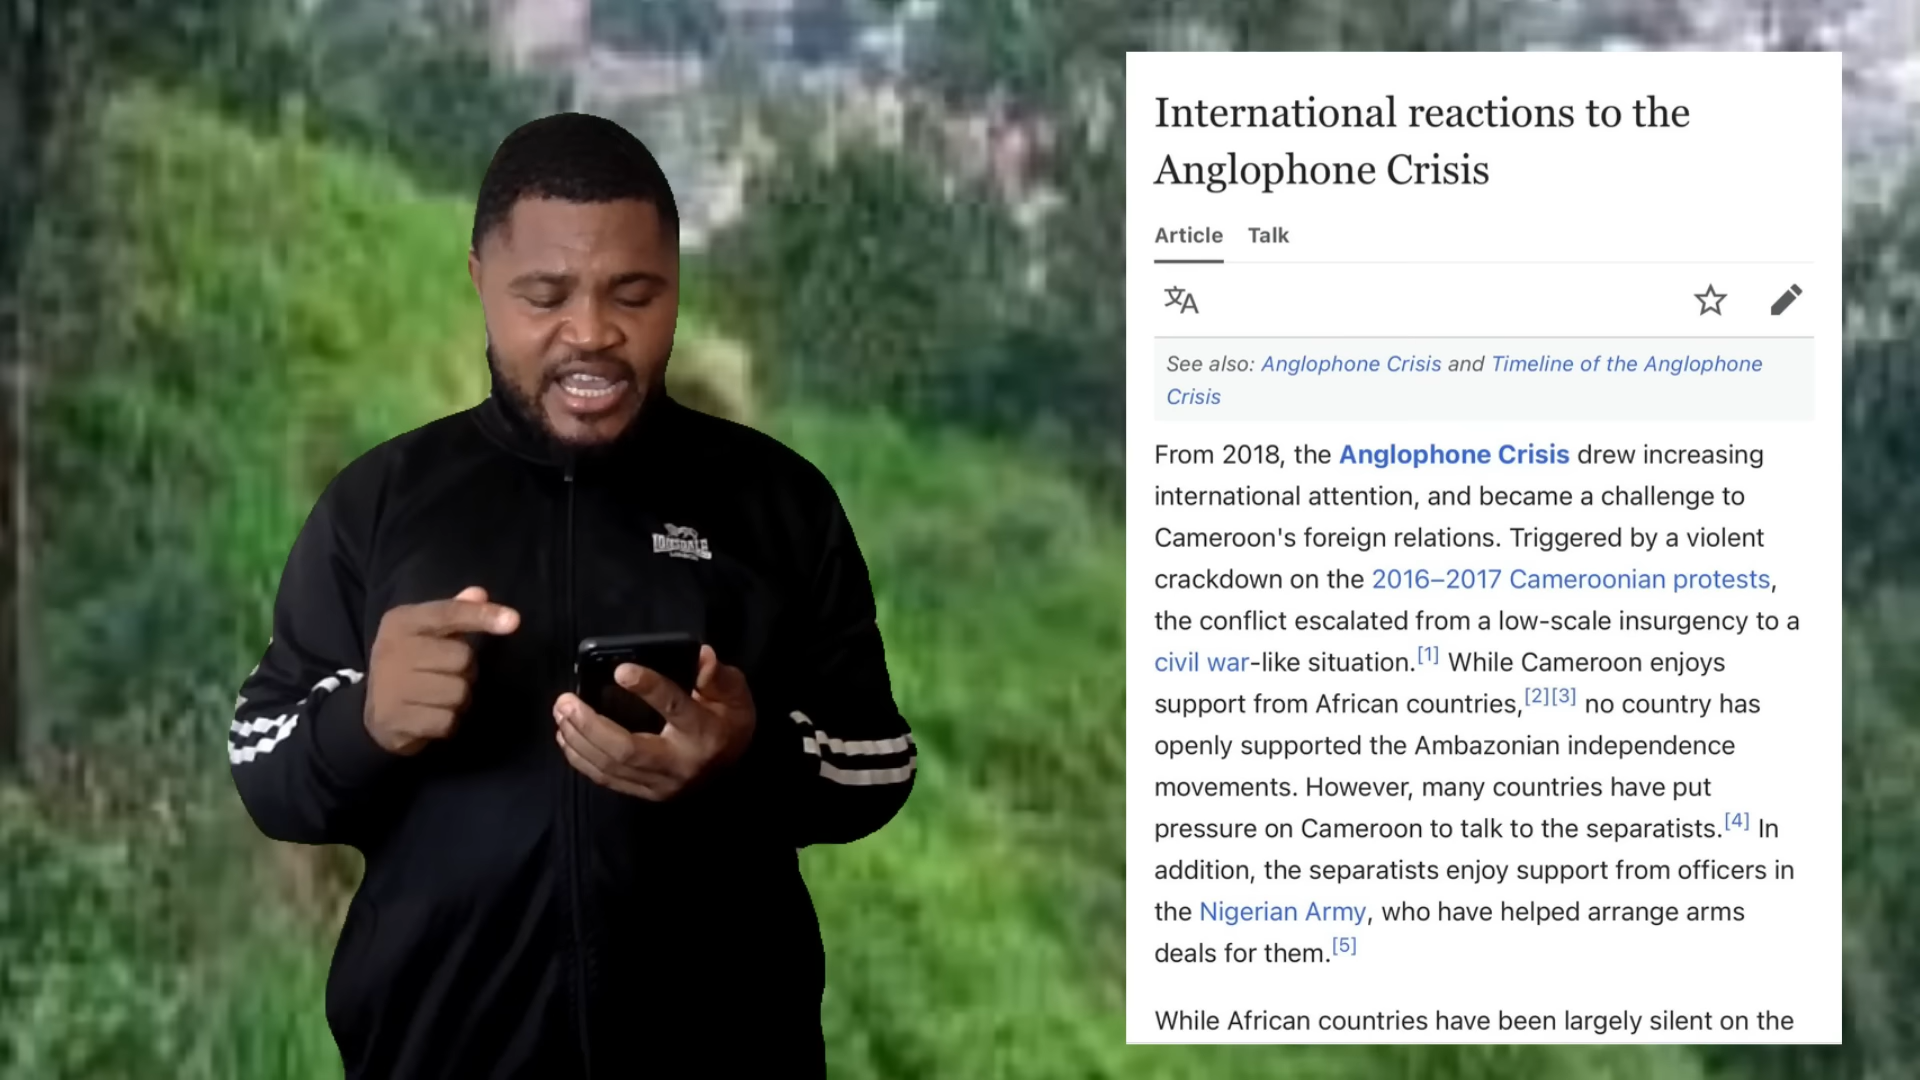 International reactions to the
Anglophone Crisis
Article Talk
See also: Anglophone Crisis and Timeline of the Anglophone
Crisis
From 2018, the Anglophone Crisis drew increasing
international attention, and became a challenge to
Cameroon's foreign relations. Triggered by a violent
crackdown on the 2016–2017 Cameroonian protests,
the conflict escalated from a low-scale insurgency to a
civil war-like situation.[1] While Cameroon enjoys
support from African countries,[2][3] no country has
openly supported the Ambazonian independence
movements. However, many countries have put
pressure on Cameroon to talk to the separatists.[4] In
addition, the separatists enjoy support from officers in
the Nigerian Army, who have helped arrange arms
deals for them.[5]
While African countries have been largely silent on the
LONSDALE